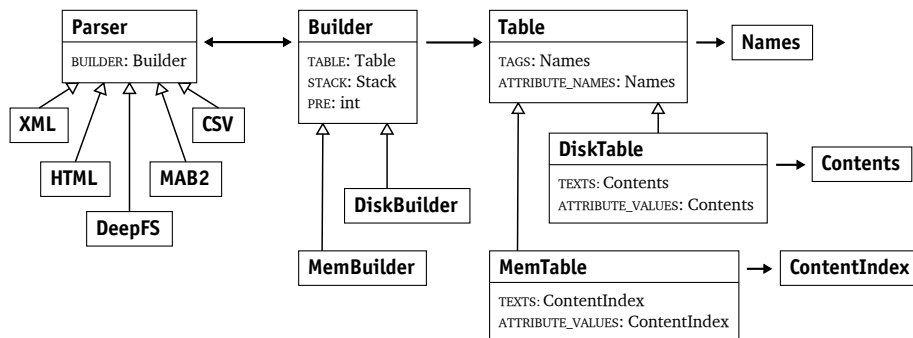 Parser
BUILDER: Builder
Builder
TABLE: Table
STACK: Stack
PRE: int
Table
TAGS: Names
ATTRIBUTE_NAMES: Names
Names
XML
CSV
HTML
MAB2
DeepFS
DiskBuilder
MemBuilder
DiskTable
TEXTS: Contents
ATTRIBUTE_VALUES: Contents
Contents
MemTable
TEXTS: ContentIndex
ATTRIBUTE_VALUES: ContentIndex
ContentIndex